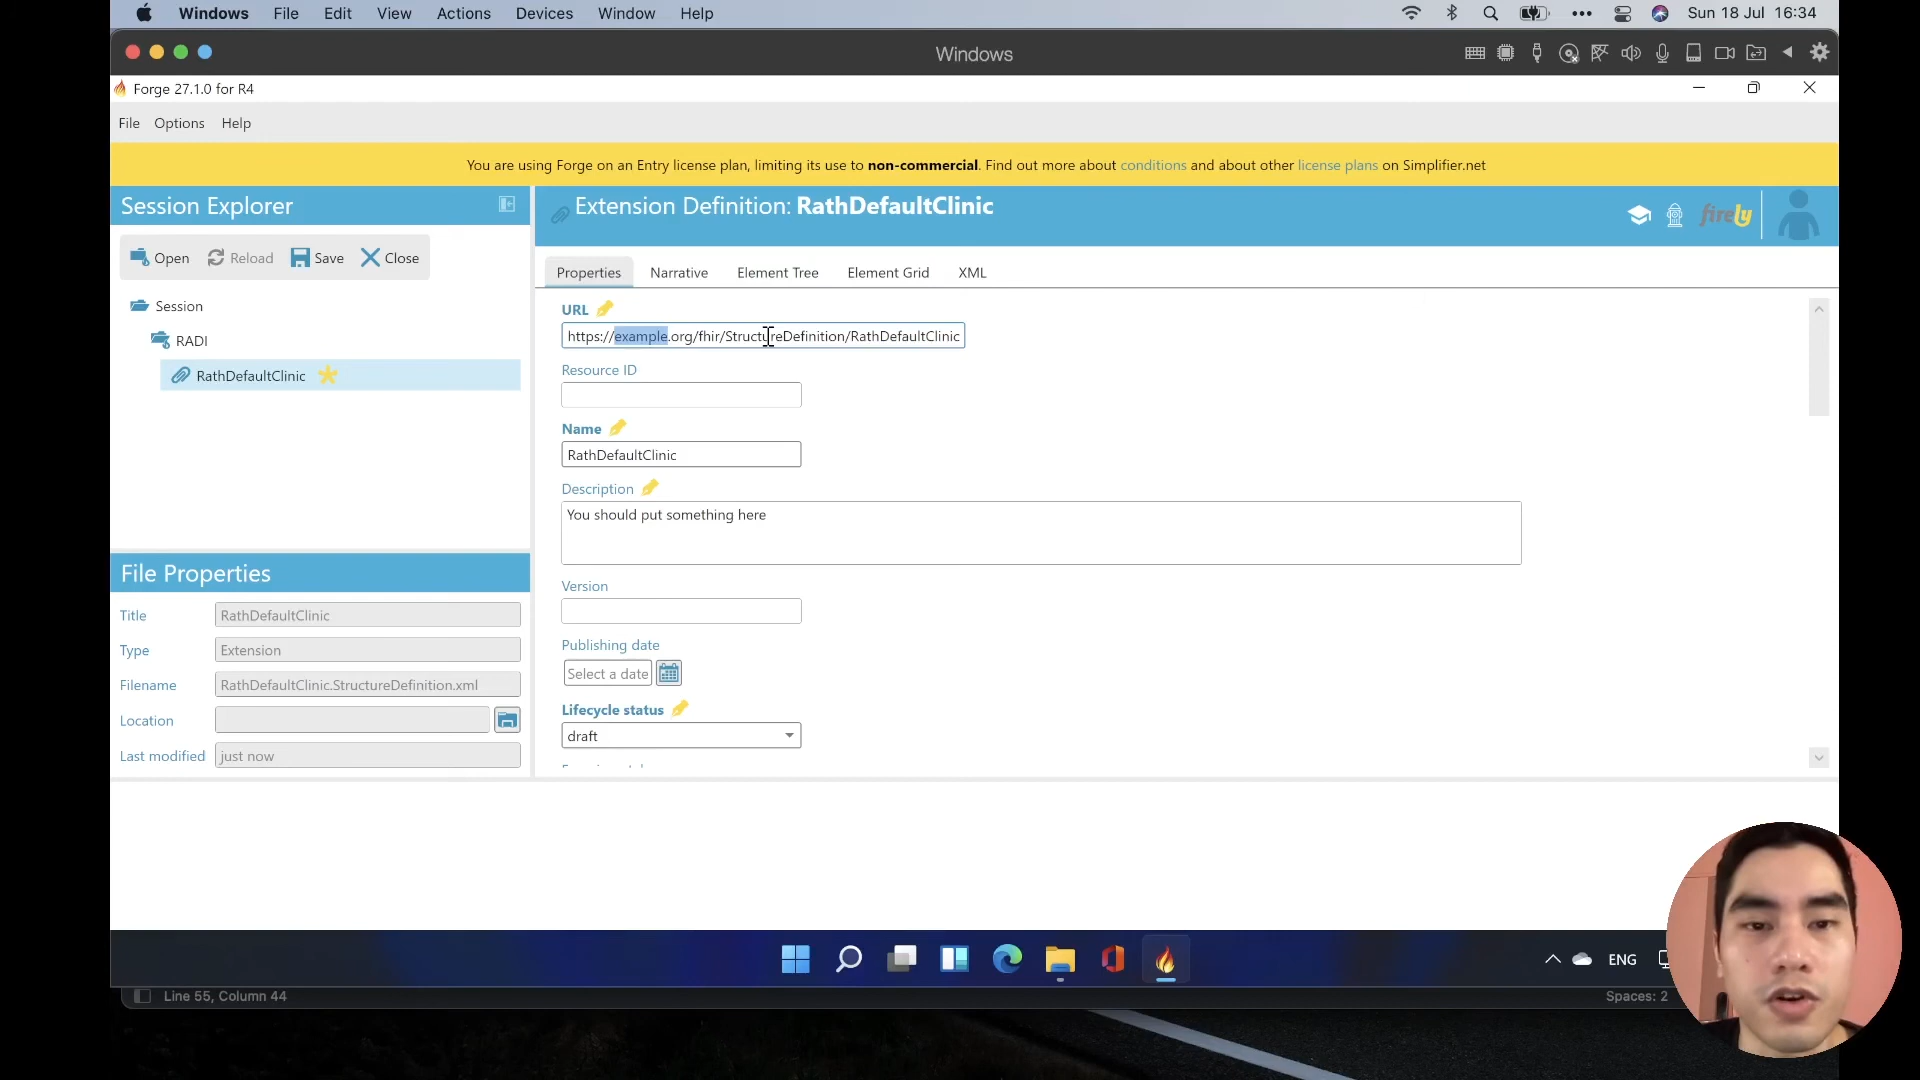 Windows File Edit View Actions Devices Window Help Sun 18 Jul 16:34
Windows
Forge 27.1.0 for R4
File Options Help
You are using Forge on an Entry license plan, limiting its use to non-commercial. Find out more about conditions and about other license plans on Simplifier.net
Session Explorer
Extension Definition: RathDefaultClinic
firely
Open Reload Save Close
Properties Narrative Element Tree Element Grid XML
Session
RADI
RathDefaultClinic
URL
https://example.org/fhir/StructureDefinition/RathDefaultClinic
Resource ID
Name
RathDefaultClinic
Description
You should put something here
Version
Publishing date
Select a date
Lifecycle status
draft
File Properties
Title RathDefaultClinic
Type Extension
Filename RathDefaultClinic.StructureDefinition.xml
Location
Last modified just now
ENG
Line 55, Column 44
Spaces: 2